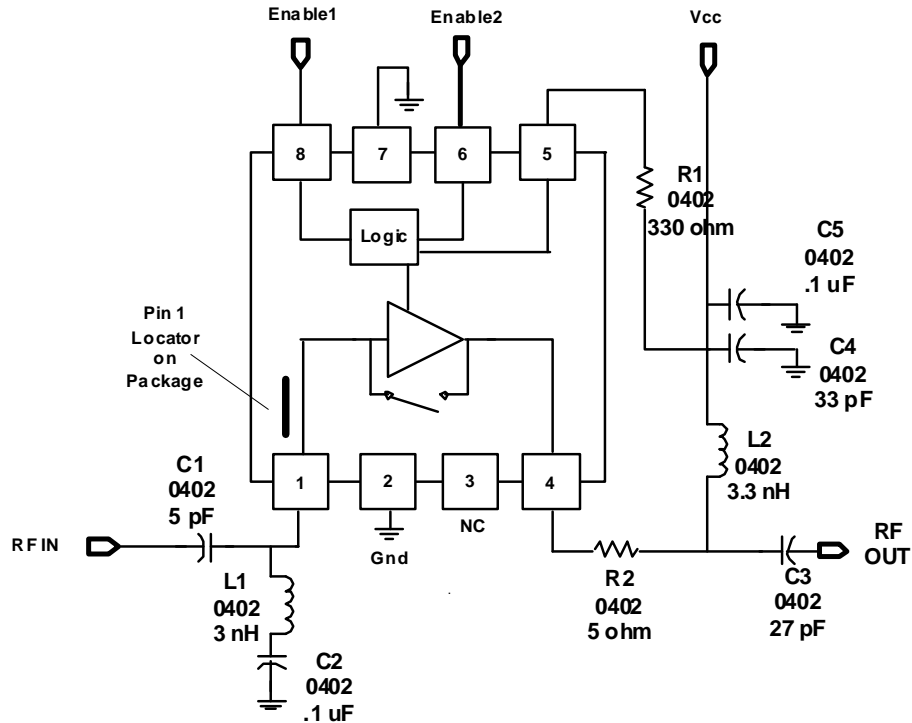 Enable1
Enable2
Vcc
8
7
6
5
R1
0402
330 ohm
Logic
C5
0402
.1 uF
Pin 1
Locator
on
Package
C4
0402
33 pF
L2
0402
3.3 nH
1
2
3
4
C1
0402
5 pF
NC
Gnd
RF IN
RF
OUT
L1
0402
3 nH
R2
0402
5 ohm
C3
0402
27 pF
C2
0402
.1 uF